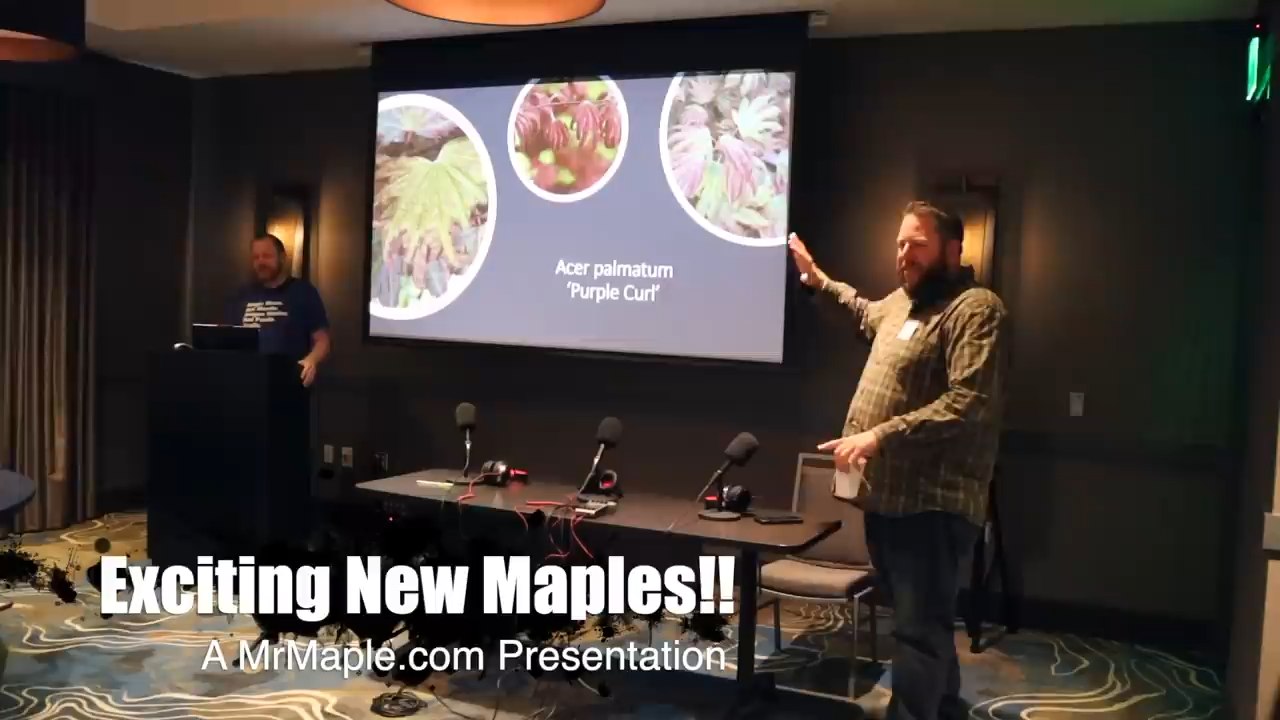 Acer palmatum
'Purple Curl'
Exciting New Maples!!
A MrMaple.com Presentation